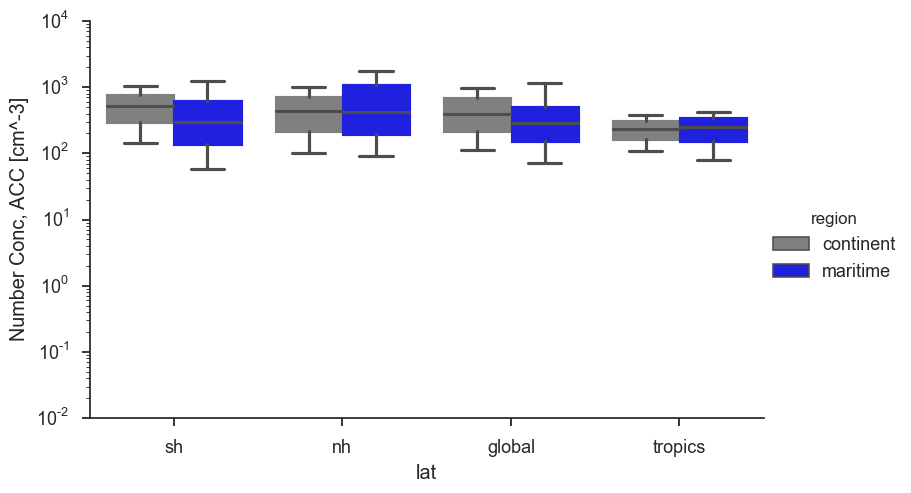 Number Conc, ACC [cm^-3]
10^4
10^3
10^2
10^1
10^0
10^-1
10^-2
sh nh global tropics
lat
region
continent
maritime